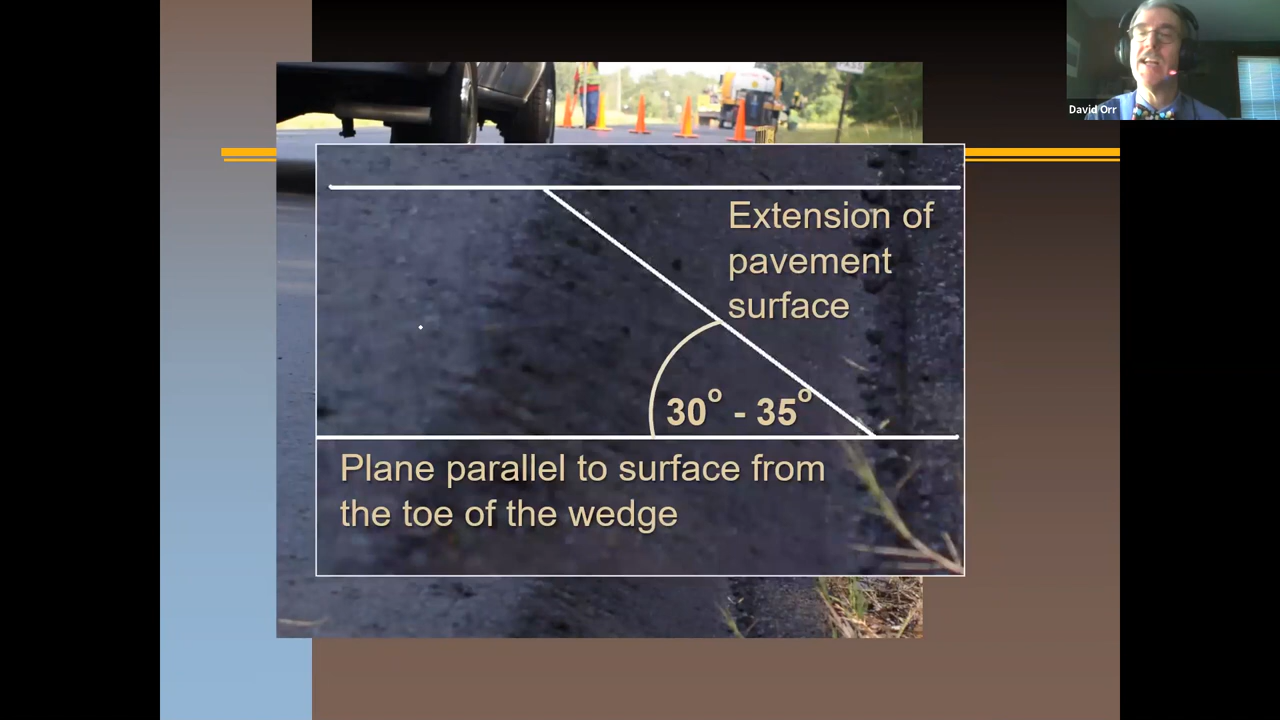 David Orr
Extension of
pavement
surface
30° - 35°
Plane parallel to surface from
the toe of the wedge